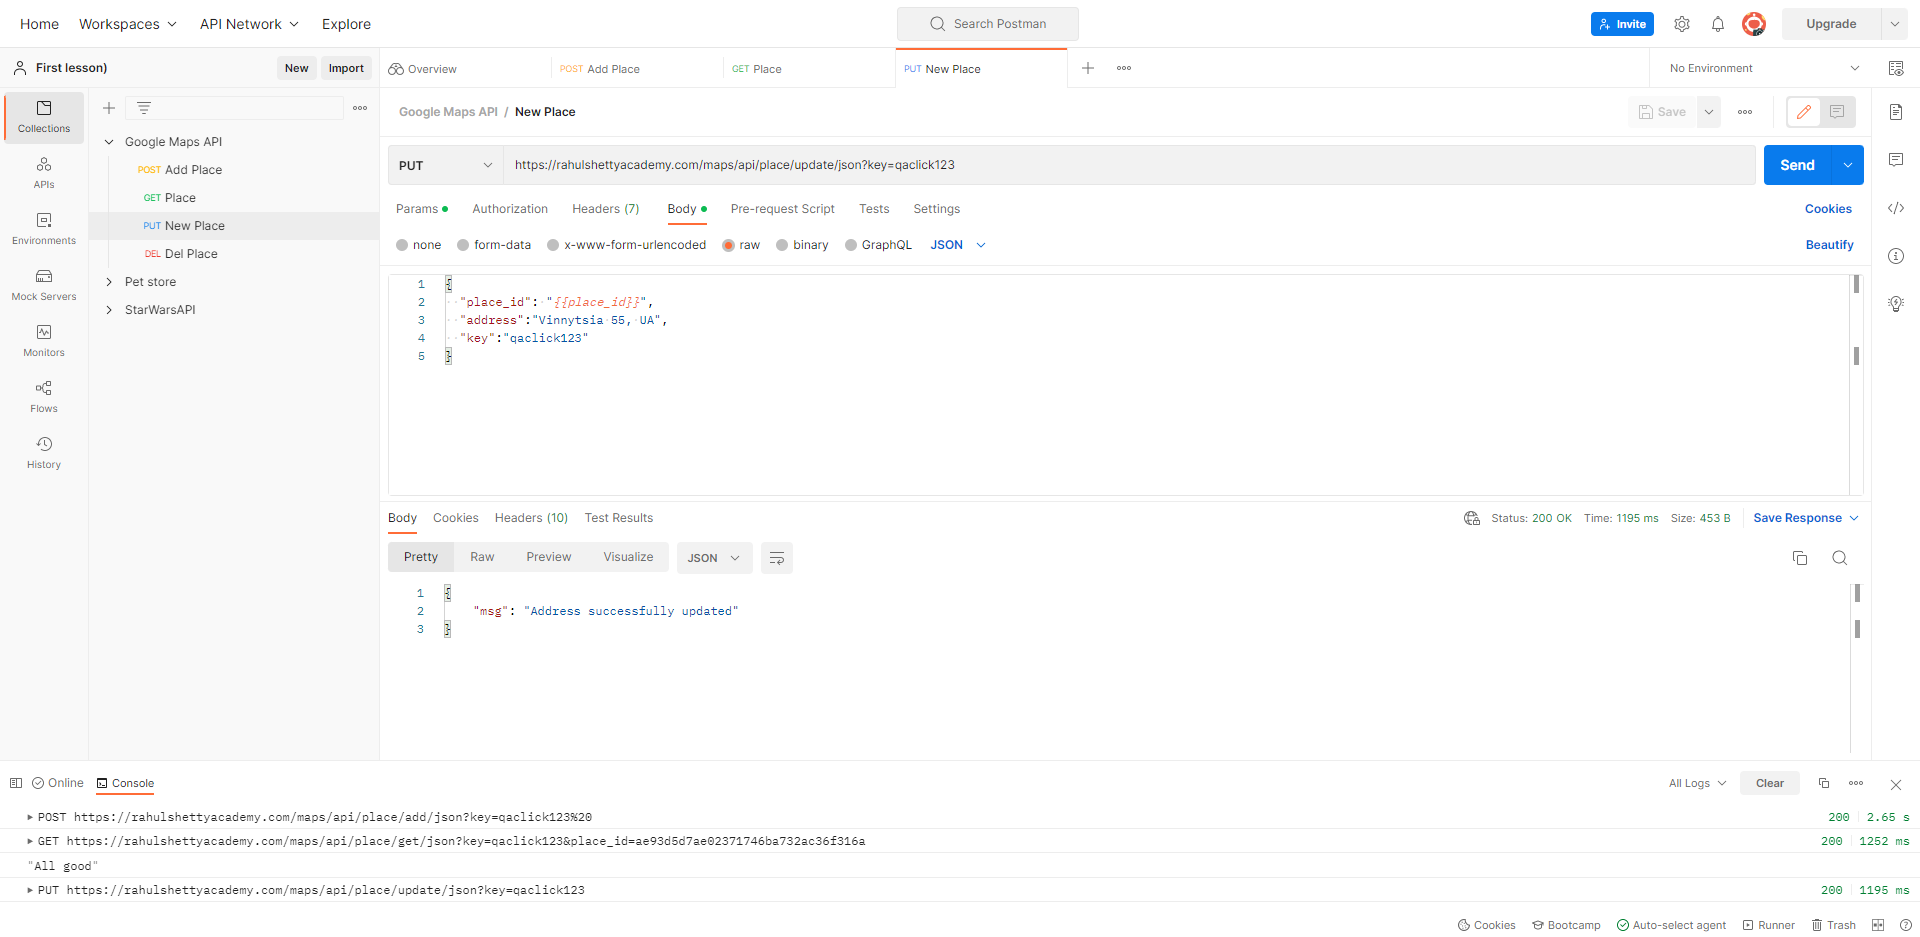 Home Workspaces API Network Explore Search Postman Invite Upgrade
First lesson) New Import Overview POST Add Place GET Place PUT New Place No Environment
Collections
APIs
Environments
Mock Servers
Monitors
Flows
History
Google Maps API
POST Add Place
GET Place
PUT New Place
DEL Del Place
Pet store
StarWarsAPI
Google Maps API / New Place Save
PUT https://rahulshettyacademy.com/maps/api/place/update/json?key=qaclick123 Send
Params Authorization Headers (7) Body Pre-request Script Tests Settings Cookies
none form-data x-www-form-urlencoded raw binary GraphQL JSON Beautify
1 {
2 "place_id": "{{place_id}}",
3 "address":"Vinnytsia 55, UA",
4 "key":"qaclick123"
5 }
Body Cookies Headers (10) Test Results Status: 200 OK Time: 1195 ms Size: 453 B Save Response
Pretty Raw Preview Visualize JSON
1 {
2 "msg": "Address successfully updated"
3 }
Online Console All Logs Clear
POST https://rahulshettyacademy.com/maps/api/place/add/json?key=qaclick123%20 200 2.65 s
GET https://rahulshettyacademy.com/maps/api/place/get/json?key=qaclick123&place_id=ae93d5d7ae02371746ba732ac36f316a 200 1252 ms
"All good"
PUT https://rahulshettyacademy.com/maps/api/place/update/json?key=qaclick123 200 1195 ms
Cookies Bootcamp Auto-select agent Runner Trash